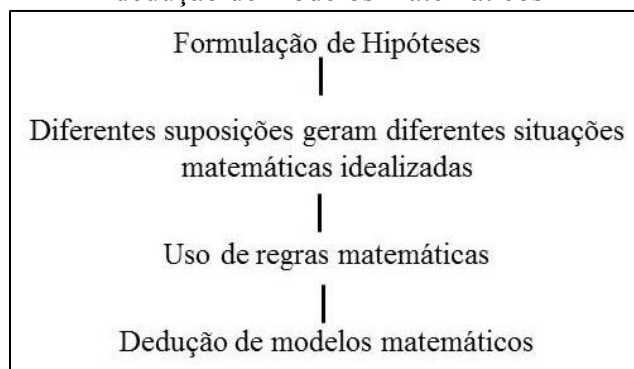 Formulação de Hipóteses
Diferentes suposições geram diferentes situações
matemáticas idealizadas
Uso de regras matemáticas
Dedução de modelos matemáticos